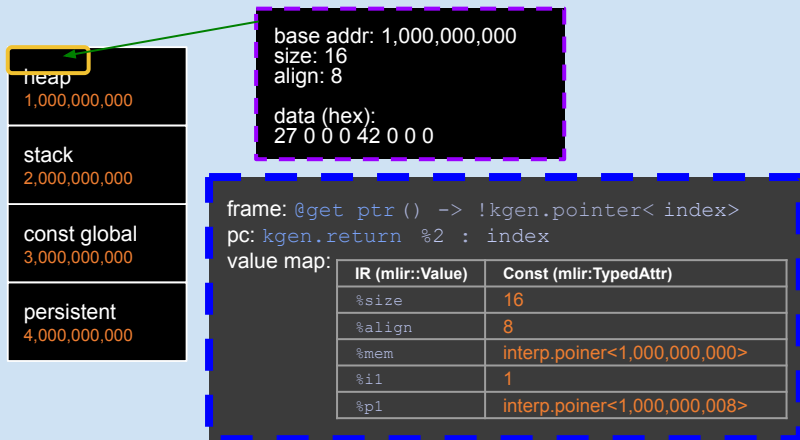 base addr: 1,000,000,000
size: 16
align: 8
data (hex):
27 0 0 0 42 0 0 0
heap
1,000,000,000
stack
2,000,000,000
const global
3,000,000,000
persistent
4,000,000,000
frame: @get ptr () -> !kgen.pointer< index>
pc: kgen.return %2 : index
value map:
IR (mlir::Value) Const (mlir:TypedAttr)
%size 16
%align 8
%mem interp.poiner<1,000,000,000>
%i1 1
%p1 interp.poiner<1,000,000,008>